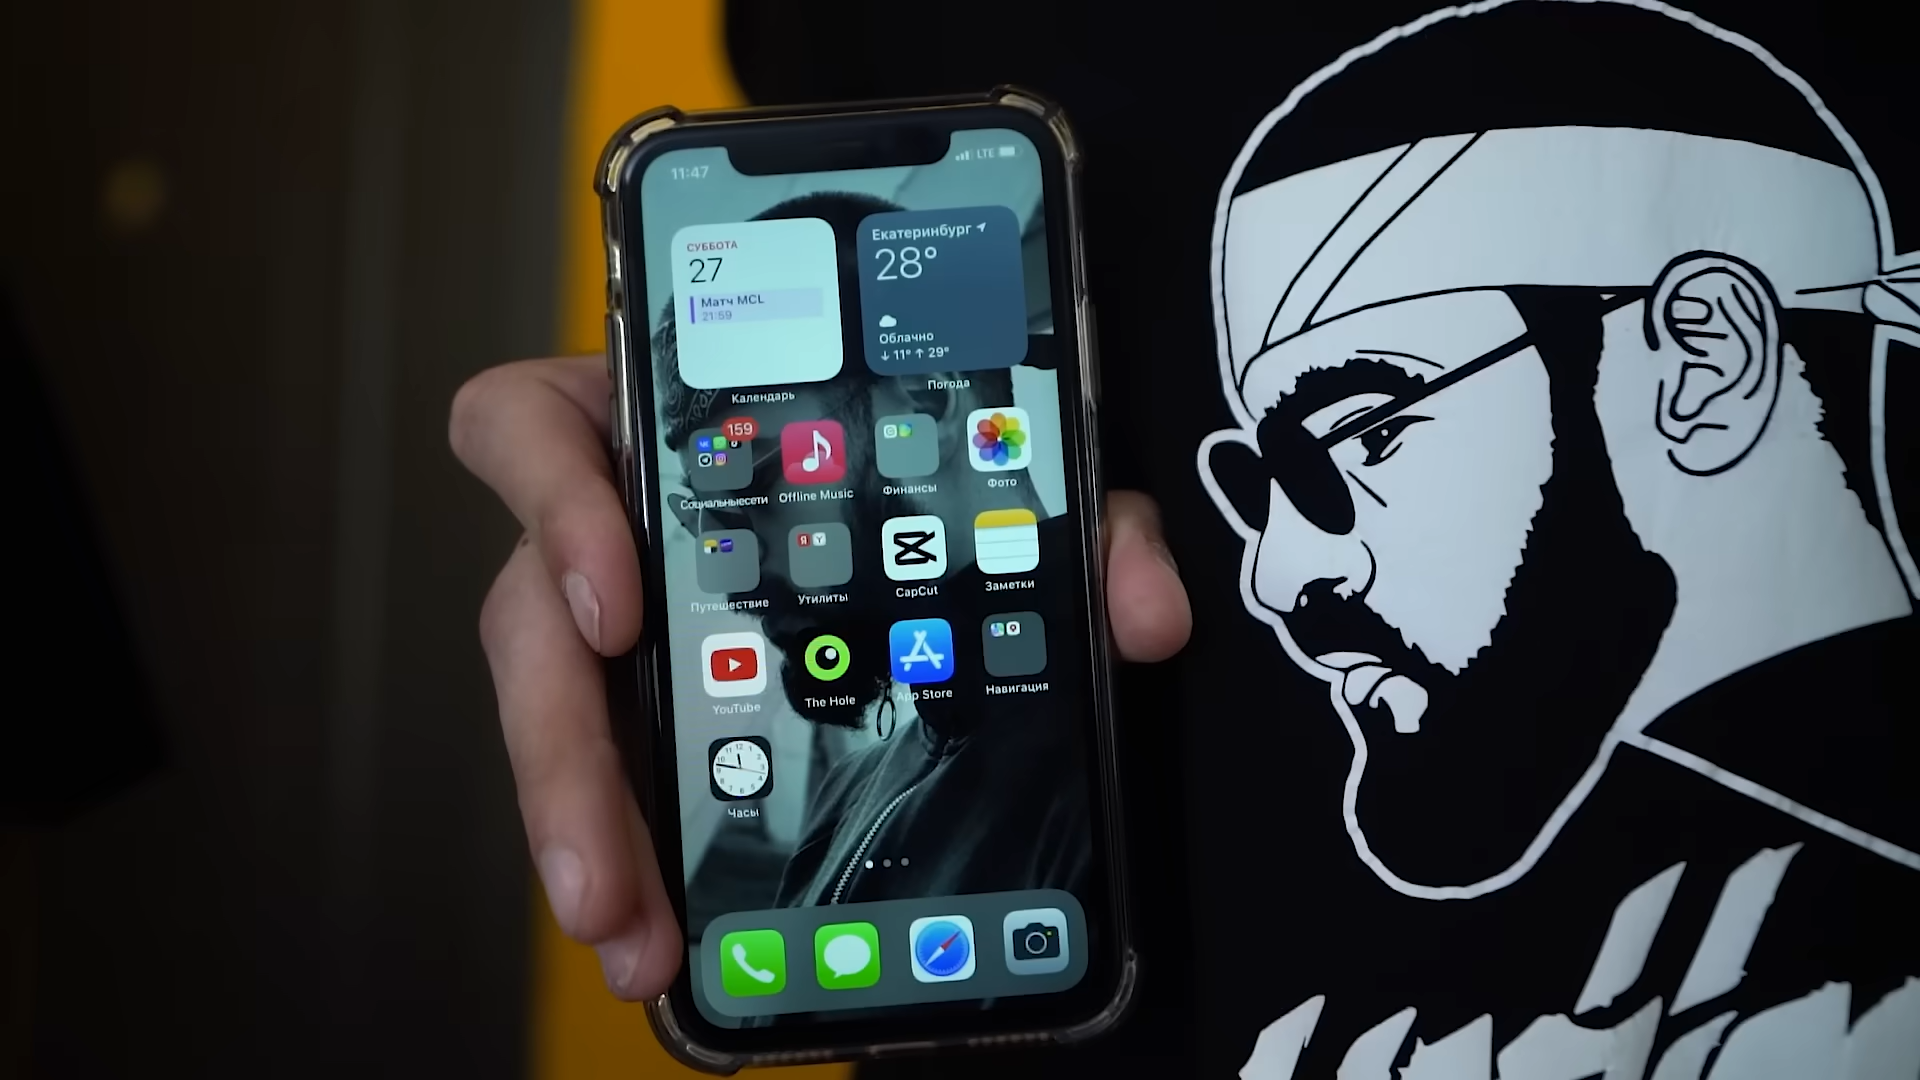 11:47
LTE
СУББОТА
27
Матч MCL
21:59
Календарь
Екатеринбург
28°
Облачно
↓ 11° ↑ 29°
Погода
159
Социальныесети
Offline Music
Финансы
Фото
Путешествие
Утилиты
CapCut
Заметки
YouTube
The Hole
App Store
Навигация
Часы